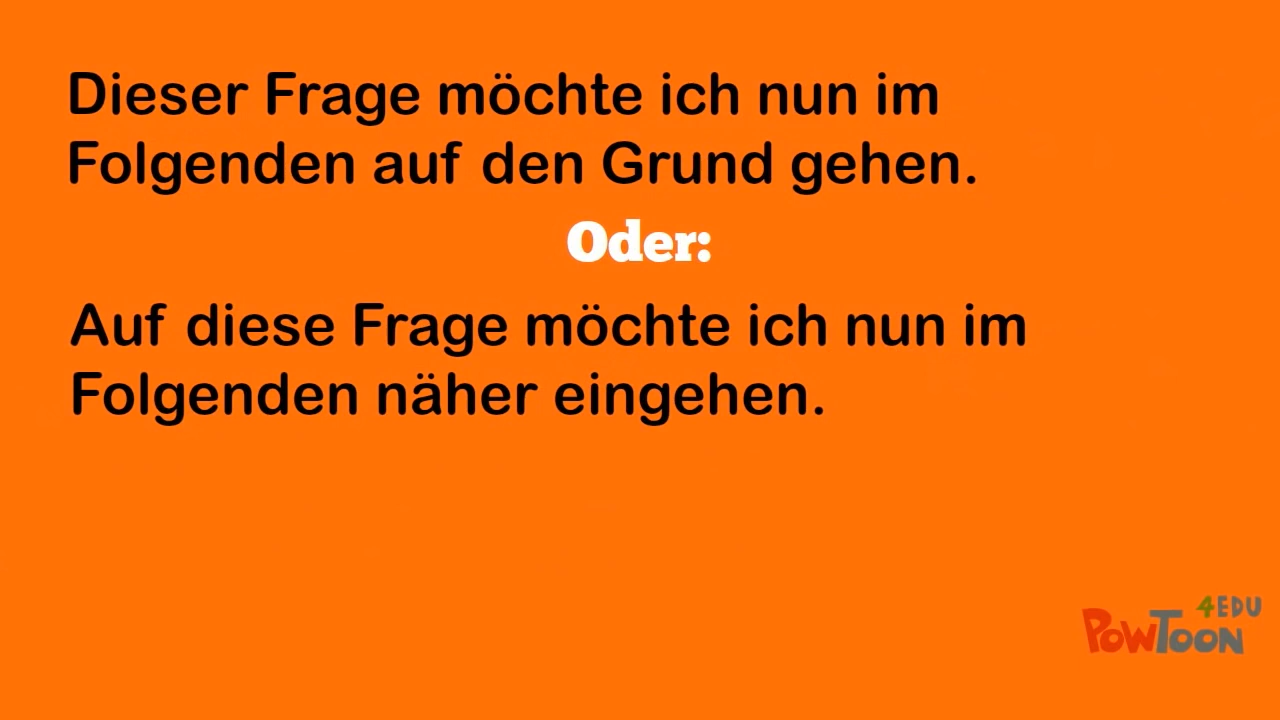 Dieser Frage möchte ich nun im
Folgenden auf den Grund gehen.
Oder:
Auf diese Frage möchte ich nun im
Folgenden näher eingehen.
4EDU
POWTOON